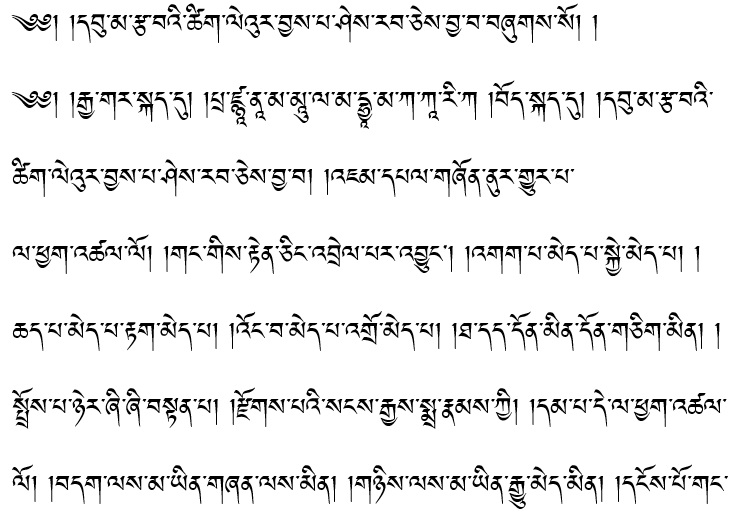 ༄༅། །དབུ་མ་རྩ་བའི་ཚིག་ལེའུར་བྱས་པ་ཤེས་རབ་ཅེས་བྱ་བ་བཞུགས་སོ། །
༄༅། །རྒྱ་གར་སྐད་དུ། །པྲ་ཛྙཱ་ནཱ་མ་མཱུ་ལ་མ་དྷྱ་མ་ཀ་ཀཱ་རི་ཀ །བོད་སྐད་དུ། །དབུ་མ་རྩ་བའི་
ཚིག་ལེའུར་བྱས་པ་ཤེས་རབ་ཅེས་བྱ་བ། །འཇམ་དཔལ་གཞོན་ནུར་གྱུར་པ་
ལ་ཕྱག་འཚལ་ལོ། །གང་གིས་རྟེན་ཅིང་འབྲེལ་པར་འབྱུང་། །འགག་པ་མེད་པ་སྐྱེ་མེད་པ། །
ཆད་པ་མེད་པ་རྟག་མེད་པ། །འོང་བ་མེད་པ་འགྲོ་མེད་པ། །ཐ་དད་དོན་མིན་དོན་གཅིག་མིན། །
སྤྲོས་པ་ཉེར་ཞི་ཞི་བསྟན་པ། །རྫོགས་པའི་སངས་རྒྱས་སྨྲ་རྣམས་ཀྱི། །དམ་པ་དེ་ལ་ཕྱག་འཚལ་
ལོ། །བདག་ལས་མ་ཡིན་གཞན་ལས་མིན། །གཉིས་ལས་མ་ཡིན་རྒྱུ་མེད་མིན། །དངོས་པོ་གང་